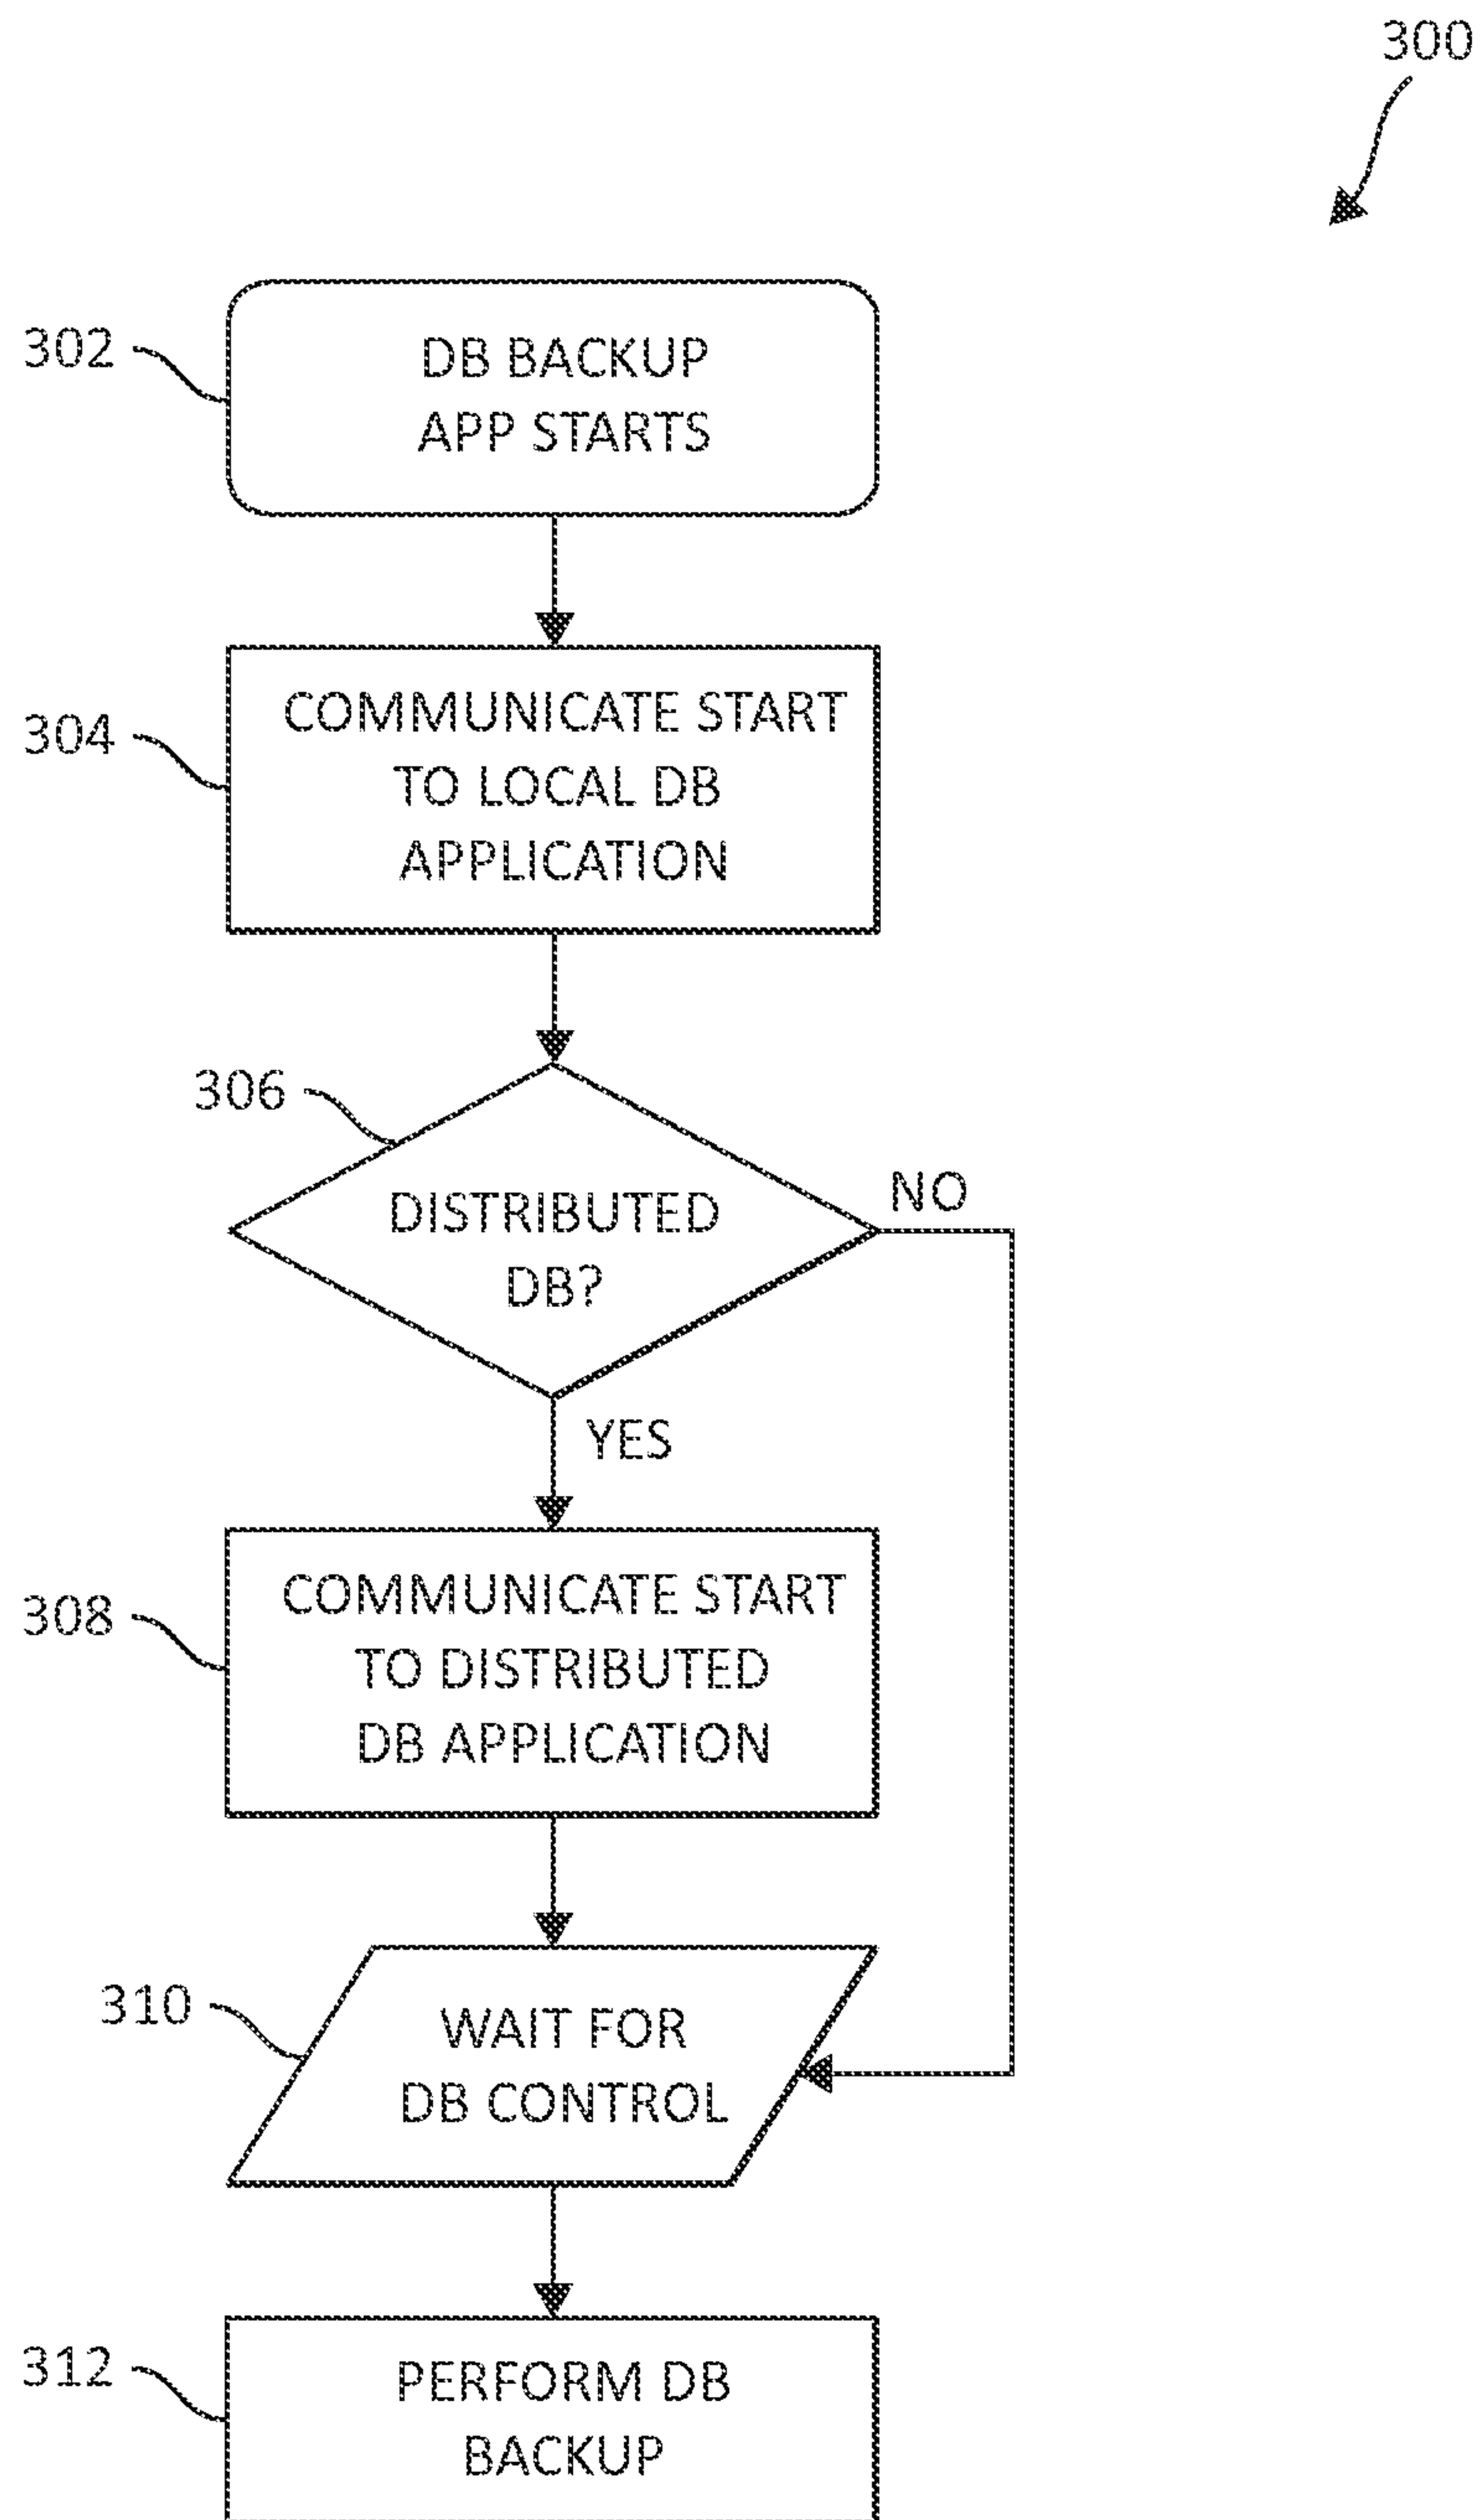 300
302
DB BACKUP
APP STARTS
304
COMMUNICATE START
TO LOCAL DB
APPLICATION
306
DISTRIBUTED
DB?
NO
YES
308
COMMUNICATE START
TO DISTRIBUTED
DB APPLICATION
310
WAIT FOR
DB CONTROL
312
PERFORM DB
BACKUP